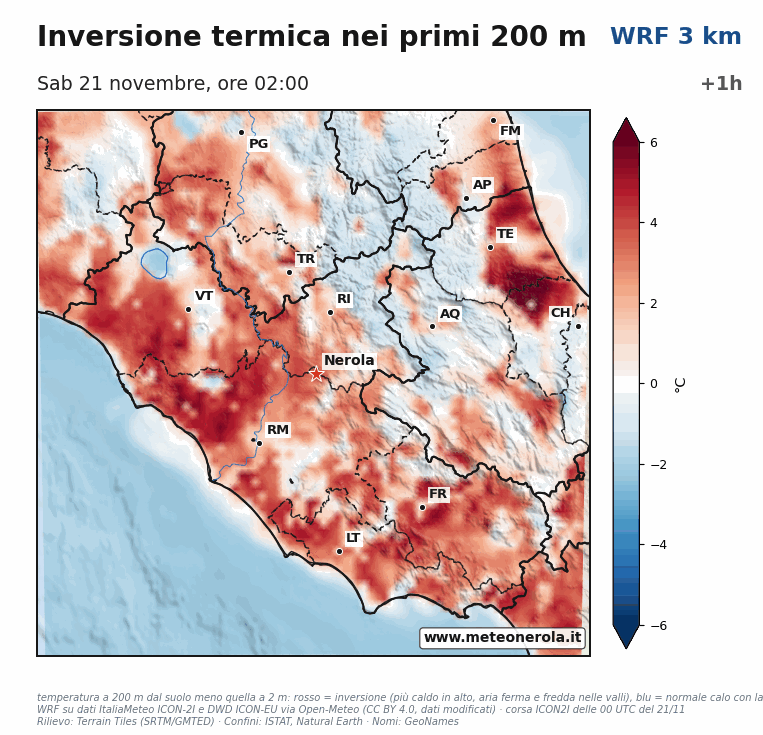 Inversione termica nei primi 200 m WRF 3 km
Sab 21 novembre, ore 02:00 +1h
FM
PG
AP
TE
TR
VT
RI
AQ
CH.
Nerola
RM
FR
LT
6
4
2
0
−2
−4
−6
°C
www.meteonerola.it
temperatura a 200 m dal suolo meno quella a 2 m: rosso = inversione (più caldo in alto, aria ferma e fredda nelle valli), blu = normale calo con la
WRF su dati ItaliaMeteo ICON-2I e DWD ICON-EU via Open-Meteo (CC BY 4.0, dati modificati) · corsa ICON2I delle 00 UTC del 21/11
Rilievo: Terrain Tiles (SRTM/GMTED) · Confini: ISTAT, Natural Earth · Nomi: GeoNames